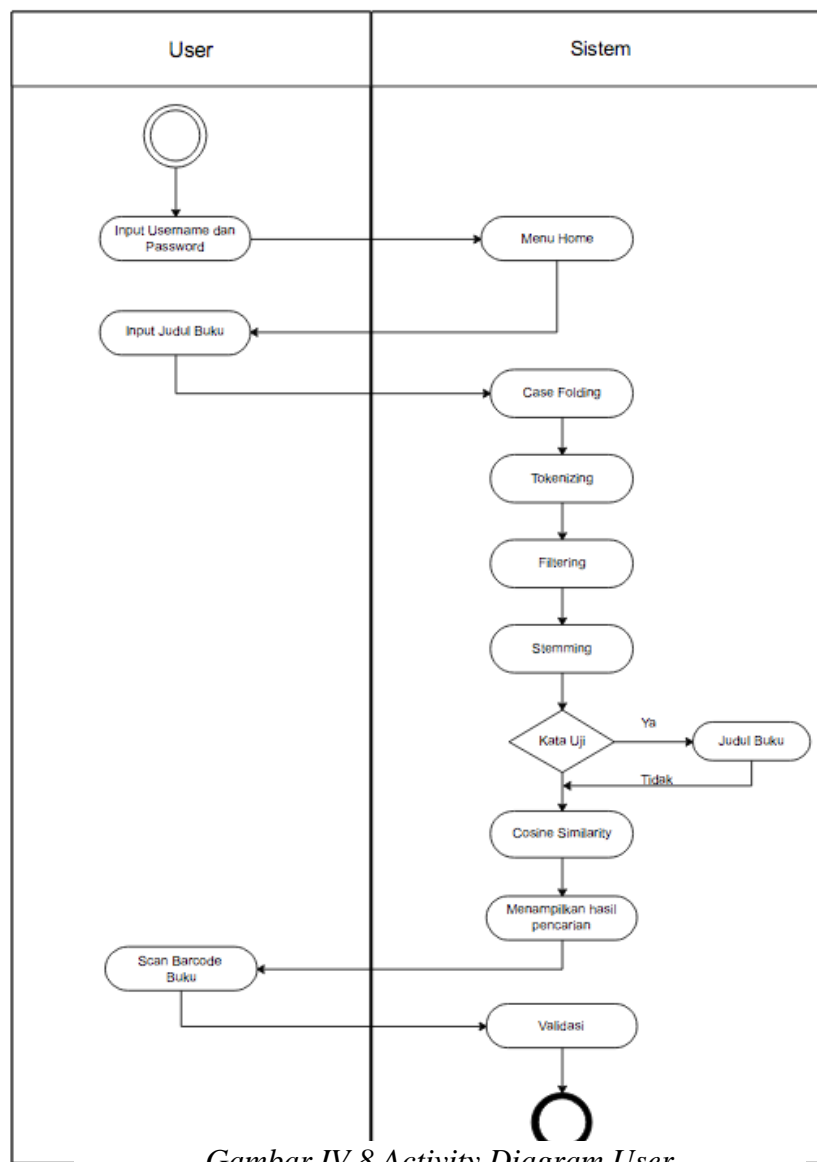 User
Sistem
Input Username dan
Password
Menu Home
Input Judul Buku
Case Folding
Tokenizing
Filtering
Stemming
Kata Uji
Ya
Judul Buku
Tidak
Cosine Similarity
Menampilkan hasil
pencarian
Scan Barcode
Buku
Validasi
Gambar IV 8 Activity Diagram User